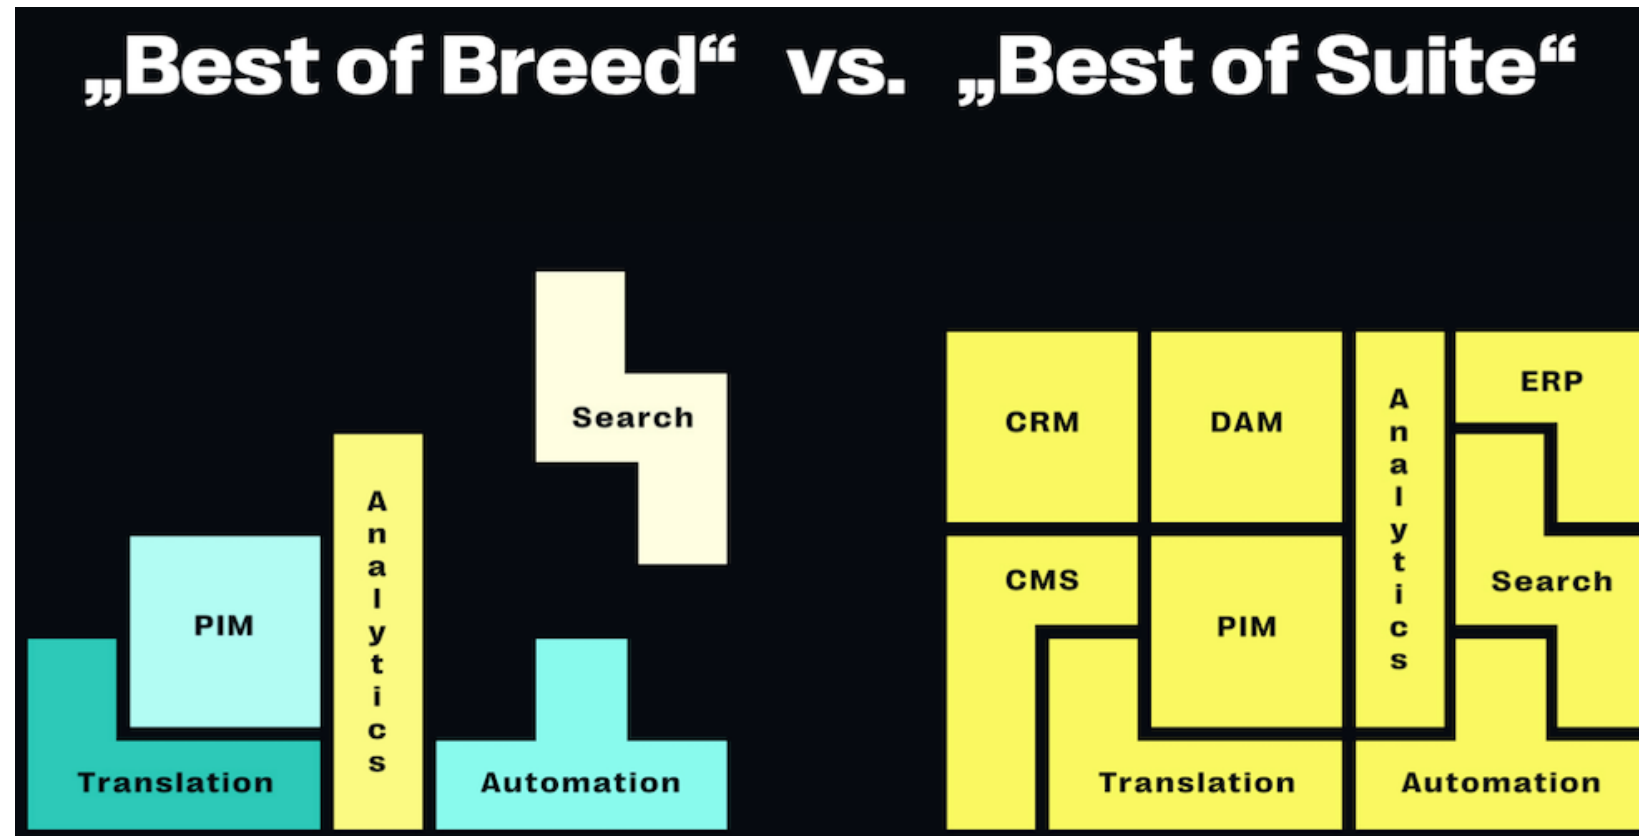 „Best of Breed“ vs. „Best of Suite“
Search
Analytics
PIM
Translation
Automation
CRM
DAM
Analytics
ERP
CMS
PIM
Search
Translation
Automation